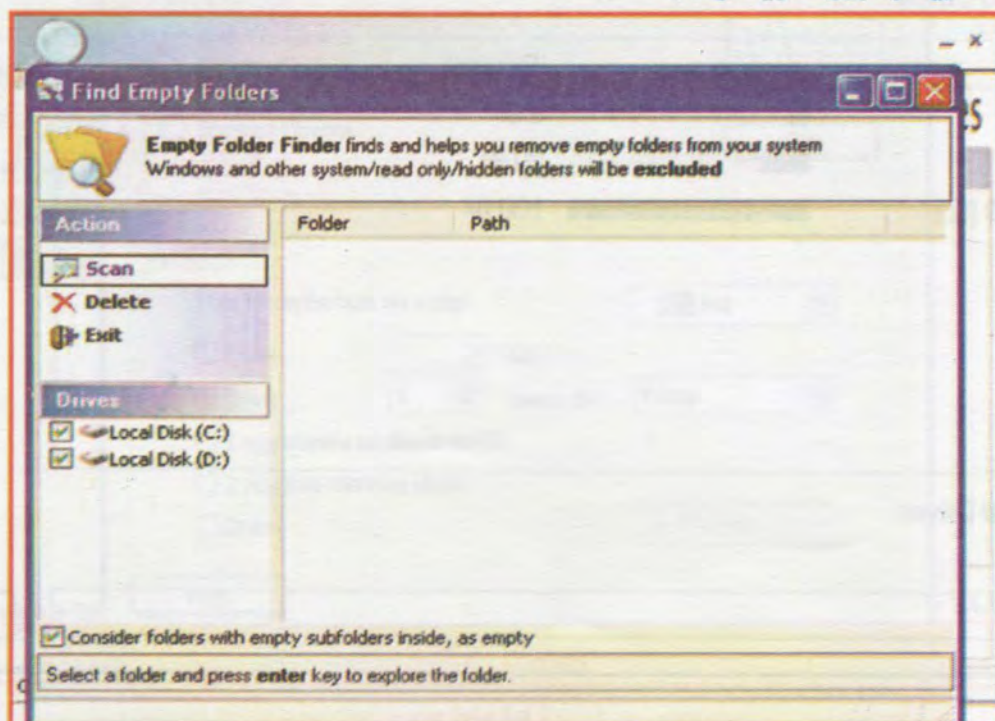 Find Empty Folders
Empty Folder Finder finds and helps you remove empty folders from your system
Windows and other system/read only/hidden folders will be excluded
Action
Folder Path
Scan
Delete
Exit
Drives
Local Disk (C:)
Local Disk (D:)
Consider folders with empty subfolders inside, as empty
Select a folder and press enter key to explore the folder.